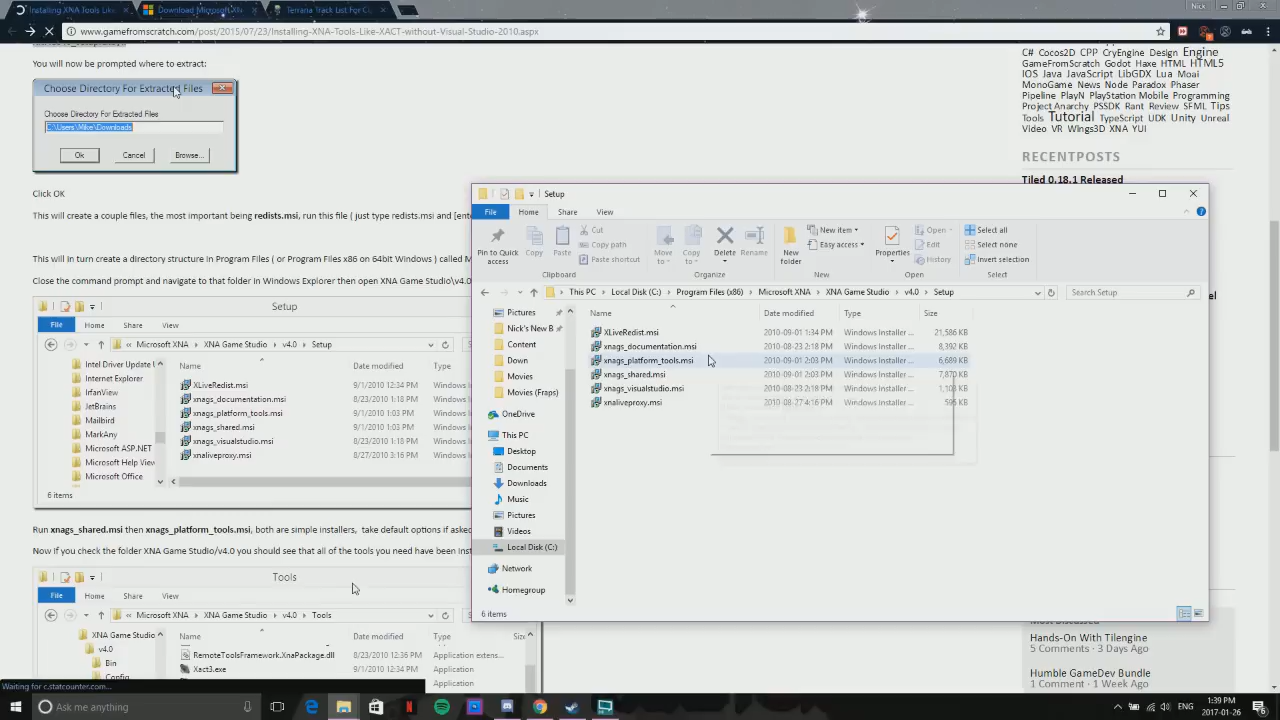 Installing XNA Tools Like
Download Microsoft XN
Terraria Track List For C
Nick
www.gamefromscratch.com/post/2015/07/23/Installing-XNA-Tools-Like-XACT-without-Visual-Studio-2010.aspx
You will now be prompted where to extract:
Choose Directory For Extracted Files
Choose Directory For Extracted Files
C:\Users\Mike\Downloads
Ok
Cancel
Browse...
Click OK
This will create a couple files, the most important being redists.msi, run this file ( just type redists.msi and [ente
This will in turn create a directory structure in Program Files ( or Program Files x86 on 64bit Windows ) called M
Close the command prompt and navigate to that folder in Windows Explorer then open XNA Game Studio\v4.0
Setup
File
Home
Share
View
« Microsoft XNA › XNA Game Studio › v4.0 › Setup
Intel Driver Update
Internet Explorer
IrfanView
JetBrains
Mailbird
MarkAny
Microsoft ASP.NET
Microsoft Help View
Microsoft Office
Name
Date modified
Type
XLiveRedist.msi
9/1/2010 12:34 PM
Windows In
xnags_documentation.msi
8/23/2010 1:18 PM
Windows In
xnags_platform_tools.msi
9/1/2010 1:03 PM
Windows In
xnags_shared.msi
9/1/2010 1:03 PM
Windows In
xnags_visualstudio.msi
8/23/2010 1:18 PM
Windows In
xnaliveproxy.msi
8/27/2010 3:16 PM
Windows In
6 items
Run xnags_shared.msi then xnags_platform_tools.msi, both are simple installers, take default options if asked
Now if you check the folder XNA Game Studio/v4.0 you should see that all of the tools you need have been inst
Tools
File
Home
Share
View
« Microsoft XNA › XNA Game Studio › v4.0 › Tools
XNA Game Studio
v4.0
Bin
Config
Name
Date modified
Type
Size
RemoteToolsFramework.XnaPackage.dll
8/23/2010 12:36 PM
Application extens...
Xact3.exe
9/1/2010 12:34 PM
Application
Waiting for c.statcounter.com...
C# Cocos2D CPP CryEngine Design Engine
GameFromScratch GoDot Haxe HTML HTML5
IOS Java JavaScript LibGDX Lua Moai
MonoGame News Node Paradox Phaser
Pipeline Play PlayStation Mobile Programming
Project Anarchy PSSDK Rant Review SFML Tips
Tools Tutorial TypeScript UDK Unity Unreal
Video VR Wings3D XNA YUI
RECENTPOSTS
Tiled 0.18.1 Released
Setup
File
Home
Share
View
Pin to Quick access
Copy
Paste
Cut
Copy path
Paste shortcut
Clipboard
Move to
Copy to
Delete
Rename
Organize
New folder
New item
Easy access
New
Properties
Open
Edit
History
Open
Select all
Select none
Invert selection
Select
This PC › Local Disk (C:) › Program Files (x86) › Microsoft XNA › XNA Game Studio › v4.0 › Setup
Search Setup
Pictures
Nick's New B
Content
Down
Movies
Movies (Fraps)
OneDrive
This PC
Desktop
Documents
Downloads
Music
Pictures
Videos
Local Disk (C:)
Network
Homegroup
Name
Date modified
Type
Size
XLiveRedist.msi
2010-09-01 1:34 PM
Windows Installer ...
21,586 KB
xnags_documentation.msi
2010-08-23 2:18 PM
Windows Installer ...
8,392 KB
xnags_platform_tools.msi
2010-09-01 2:03 PM
Windows Installer ...
6,689 KB
xnags_shared.msi
2010-09-01 2:03 PM
Windows Installer ...
7,870 KB
xnags_visualstudio.msi
2010-08-23 2:18 PM
Windows Installer ...
xnaliveproxy.msi
2010-08-27 4:16 PM
Windows Installer ...
595 KB
6 items
Most Discussed
Hands-On With Tilengine
5 Comments · 3 Days Ago
Humble GameDev Bundle
1 Comment · 1 Week Ago
Ask me anything
ENG
1:39 PM
2017-01-26